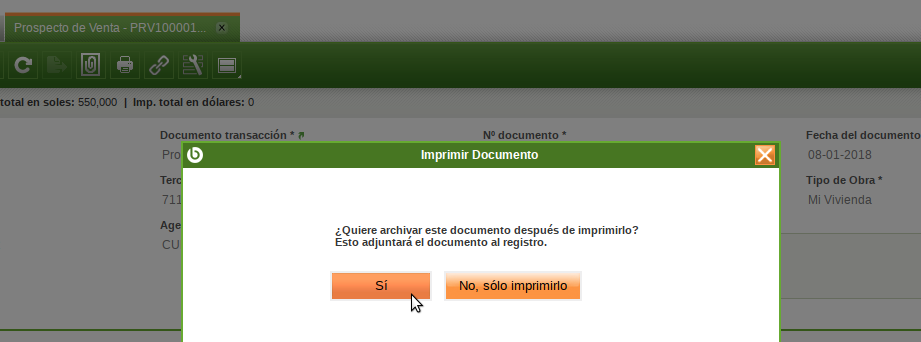 Prospecto de Venta - PRV100001...
total en soles: 550,000 | Imp. total en dólares: 0
Documento transacción * Nº documento * Fecha del documento
Pro 08-01-2018
Imprimir Documento
Terc Tipo de Obra *
711 Mi Vivienda
Age
CU
¿Quiere archivar este documento después de imprimirlo?
Esto adjuntará el documento al registro.
Sí No, sólo imprimirlo